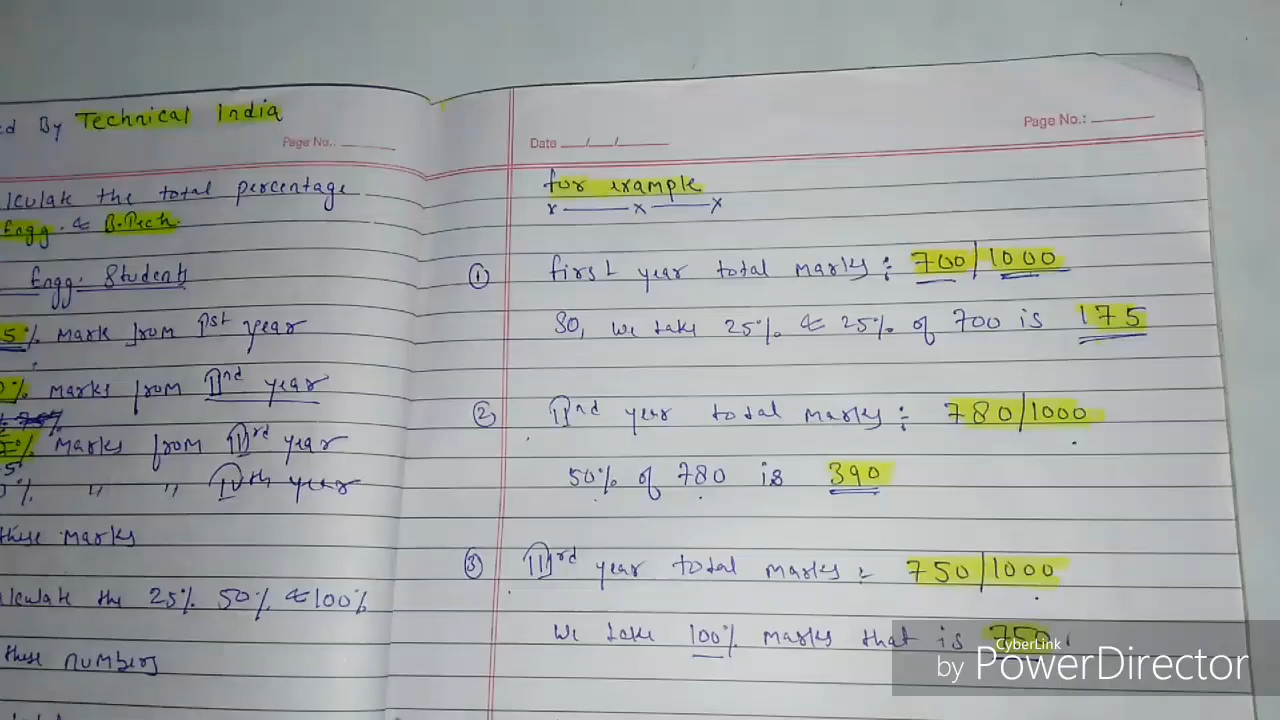 By Technical India
Page No..
the total percentage
Engg. & B.Tech
Engg. Students
5% Mark from Ist year
0% marks from IInd year
% Marks from IIIrd year
% " " IVth year
these marks
the 25% 50% & 100%
these numbers
Date / /
Page No.:
for example
x x x
① first year total marks : 700/1000
So, we take 25% & 25% of 700 is 175
② IInd year total marks : 780/1000
50% of 780 is 390
③ IIIrd year total marks : 750/1000
We take 100% marks that is 750
CyberLink
by PowerDirector